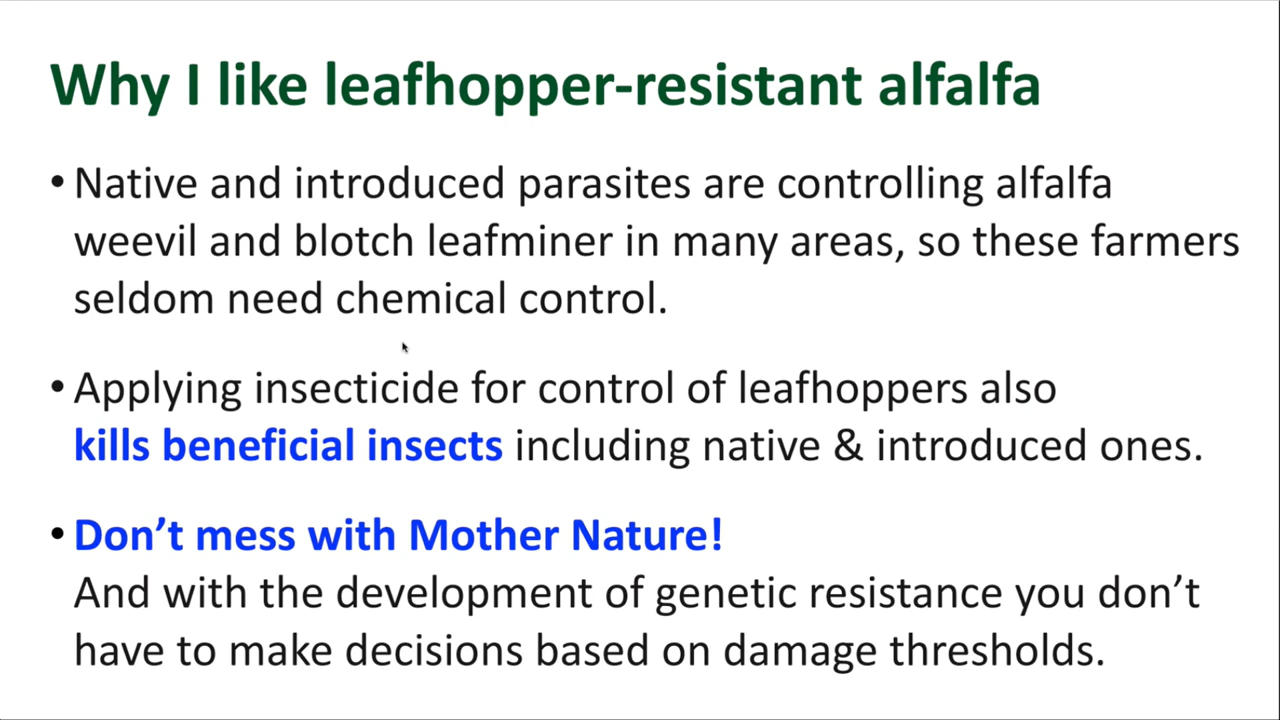 Why I like leafhopper-resistant alfalfa
• Native and introduced parasites are controlling alfalfa
weevil and blotch leafminer in many areas, so these farmers
seldom need chemical control.
• Applying insecticide for control of leafhoppers also
kills beneficial insects including native & introduced ones.
• Don’t mess with Mother Nature!
And with the development of genetic resistance you don’t
have to make decisions based on damage thresholds.